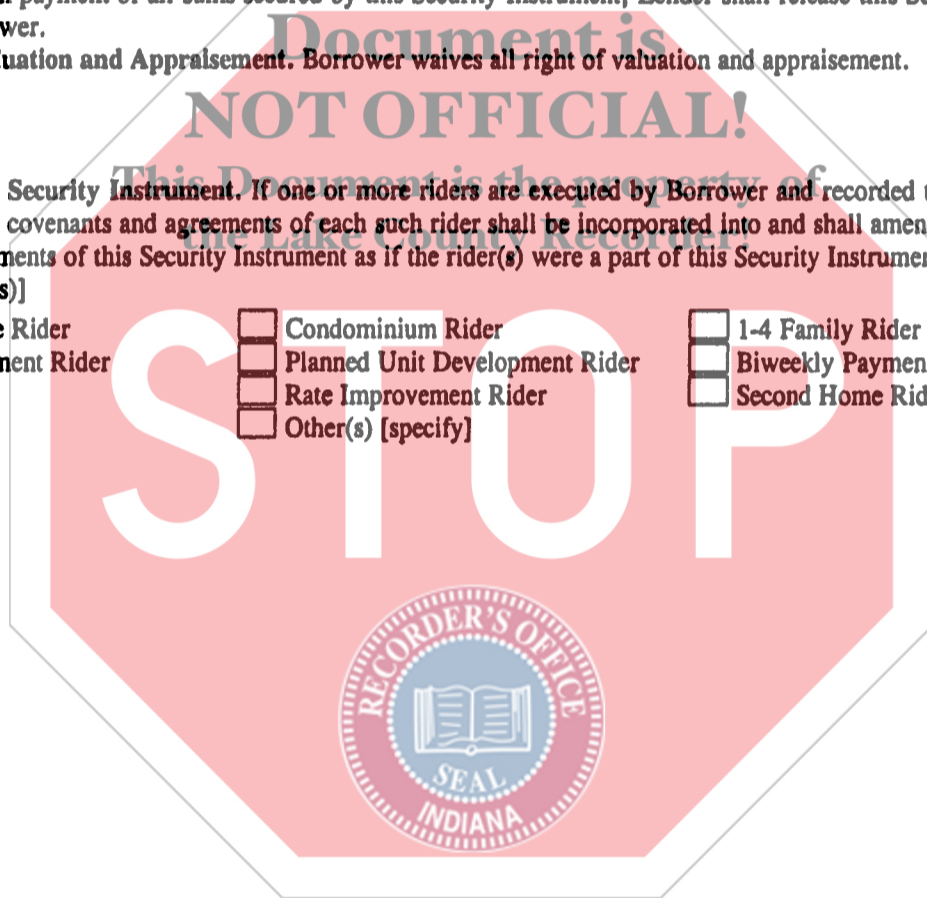 payment of all sums secured by this Security Instrument, Lender shall release this
wer.
uation and Appraisement. Borrower waives all right of valuation and appraisement.
Document is
NOT OFFICIAL!
This Document is the property of
the Lake County Recorder!
Security Instrument. If one or more riders are executed by Borrower and recorded
covenants and agreements of each such rider shall be incorporated into and shall amen
ments of this Security Instrument as if the rider(s) were a part of this Security Instrumen
s)]
e Rider Condominium Rider 1-4 Family Rider
ment Rider Planned Unit Development Rider Biweekly Paymen
Rate Improvement Rider Second Home Rid
Other(s) [specify]
STOP
RECORDER'S OFFICE
SEAL
INDIANA